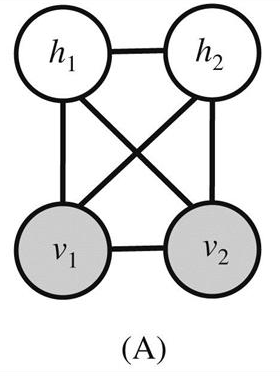 h₁ h₂
v₁ v₂
(A)